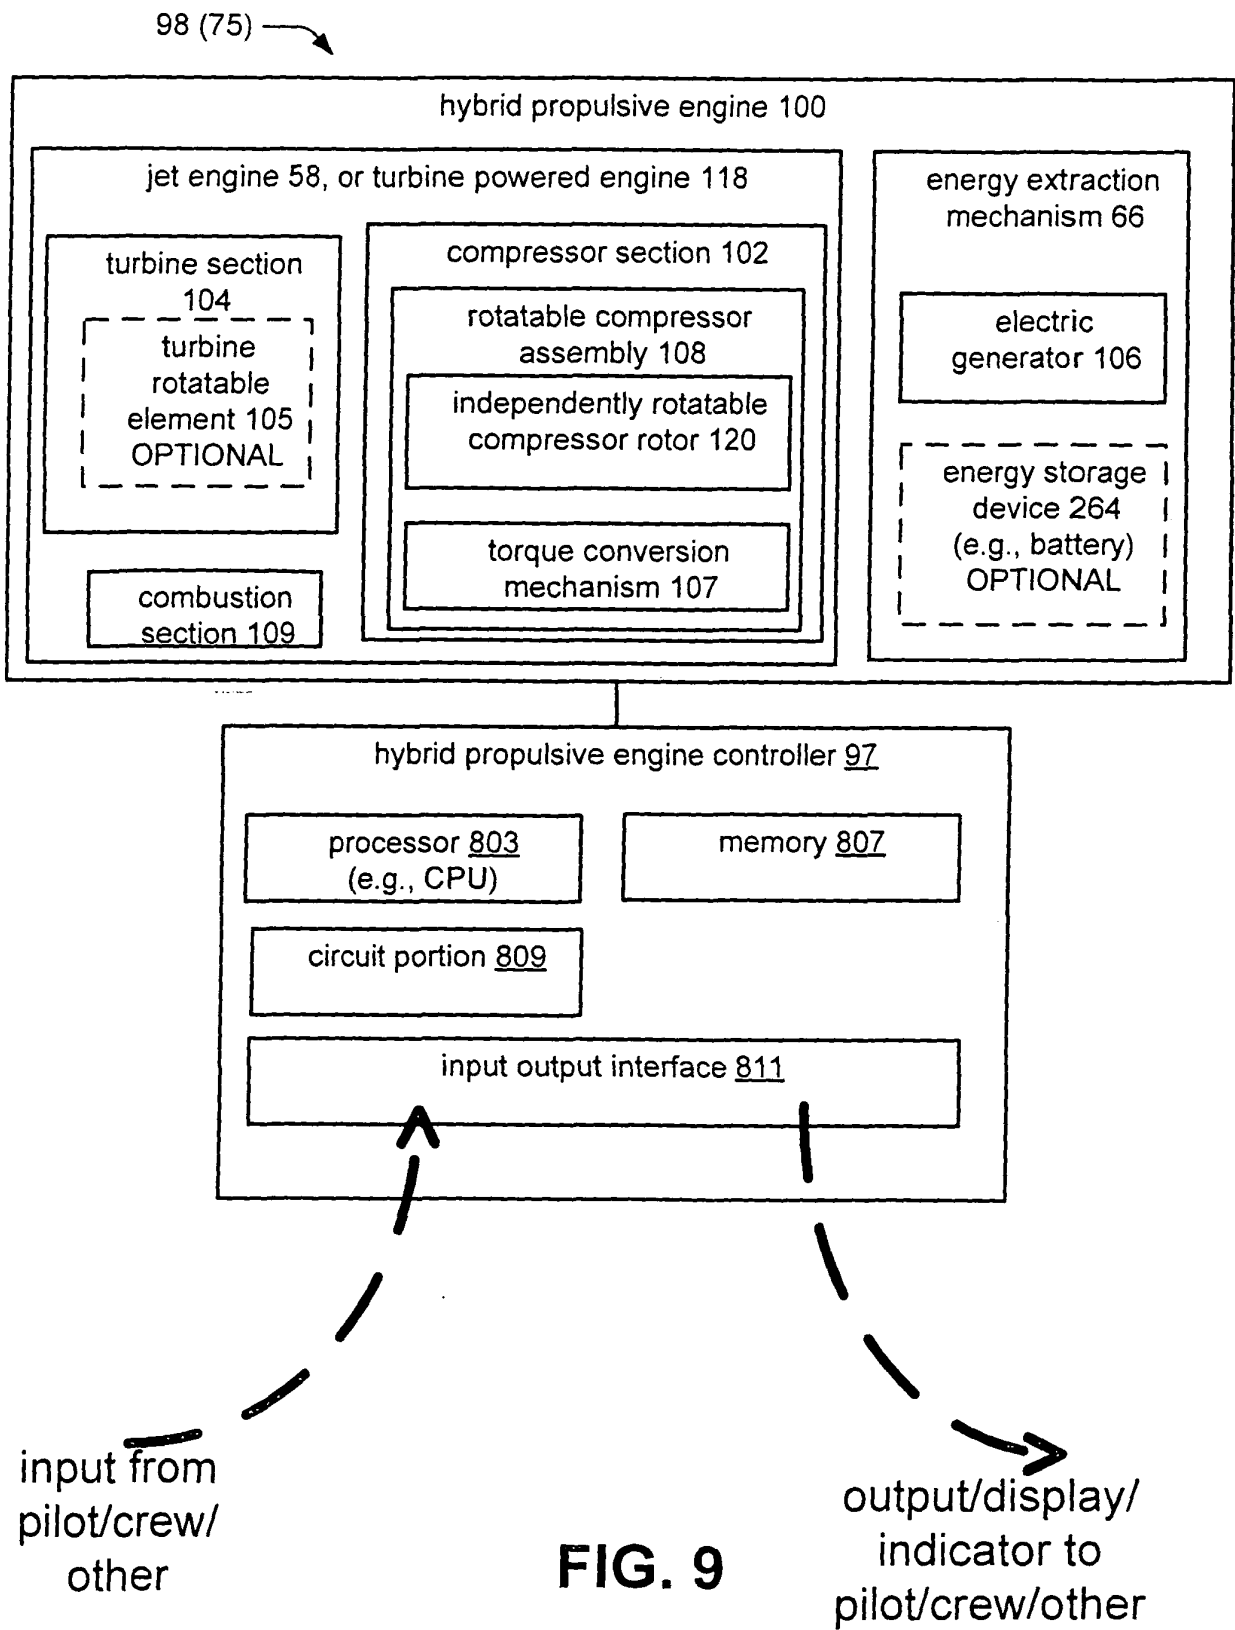 98 (75)
hybrid propulsive engine 100
jet engine 58, or turbine powered engine 118
turbine section
104
turbine
rotatable
element 105
OPTIONAL
combustion
section 109
compressor section 102
rotatable compressor
assembly 108
independently rotatable
compressor rotor 120
torque conversion
mechanism 107
energy extraction
mechanism 66
electric
generator 106
energy storage
device 264
(e.g., battery)
OPTIONAL
hybrid propulsive engine controller 97
processor 803
(e.g., CPU)
memory 807
circuit portion 809
input output interface 811
input from
pilot/crew/
other
output/display/
indicator to
pilot/crew/other
FIG. 9